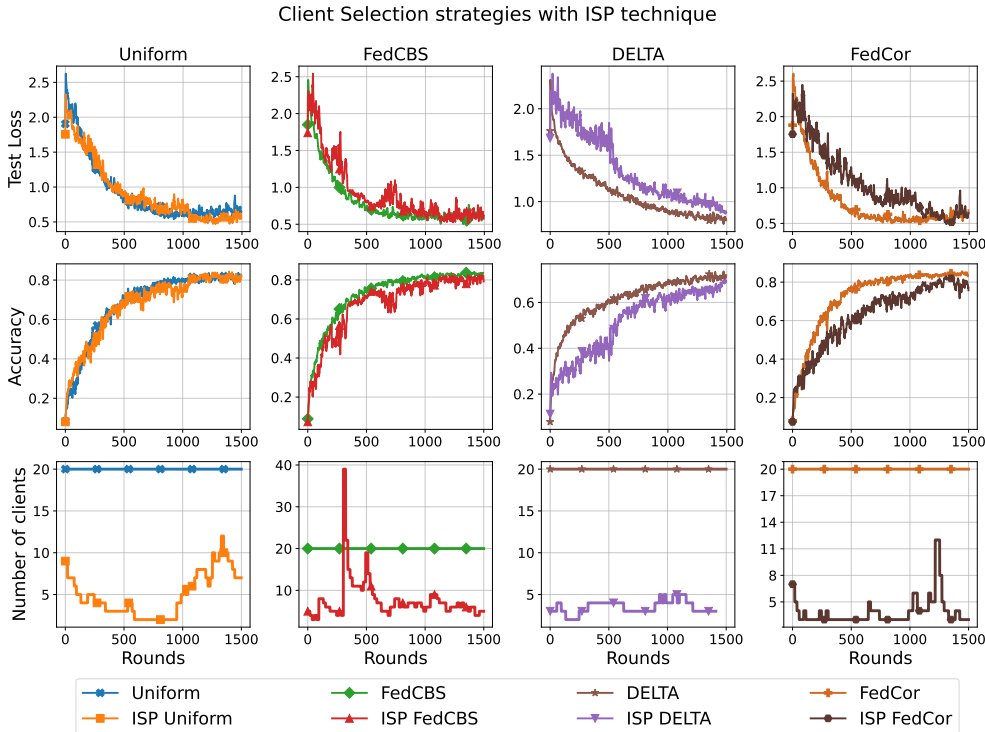 Client Selection strategies with ISP technique
Uniform FedCBS DELTA FedCor
Test Loss
2.5 2.0 1.5 1.0 0.5
0 500 1000 1500
2.5 2.0 1.5 1.0 0.5
0 500 1000 1500
2.0 1.5 1.0
0 500 1000 1500
2.5 2.0 1.5 1.0 0.5
0 500 1000 1500
Accuracy
0.8 0.6 0.4 0.2
0 500 1000 1500
0.8 0.6 0.4 0.2
0 500 1000 1500
0.6 0.4 0.2
0 500 1000 1500
0.8 0.6 0.4 0.2
0 500 1000 1500
Number of clients
20 15 10 5
0 500 1000 1500
Rounds
40 30 20 10
0 500 1000 1500
Rounds
20 15 10 5
0 500 1000 1500
Rounds
20 17 14 11 8 5
0 500 1000 1500
Rounds
Uniform FedCBS DELTA FedCor
ISP Uniform ISP FedCBS ISP DELTA ISP FedCor